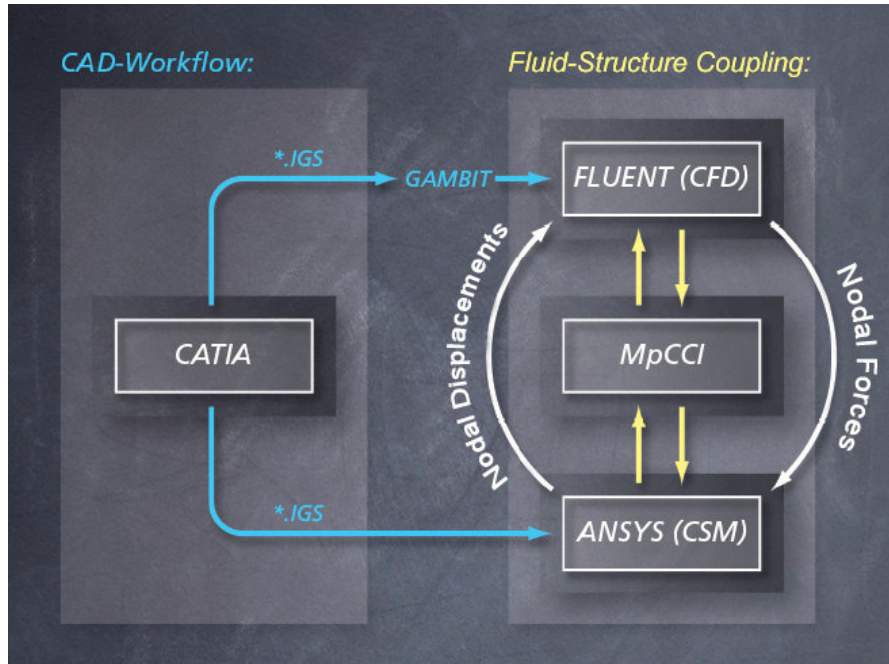 CAD-Workflow:
Fluid-Structure Coupling:
*.IGS
GAMBIT
FLUENT (CFD)
Nodal Displacements
Nodal Forces
CATIA
MpCCI
*.IGS
ANSYS (CSM)